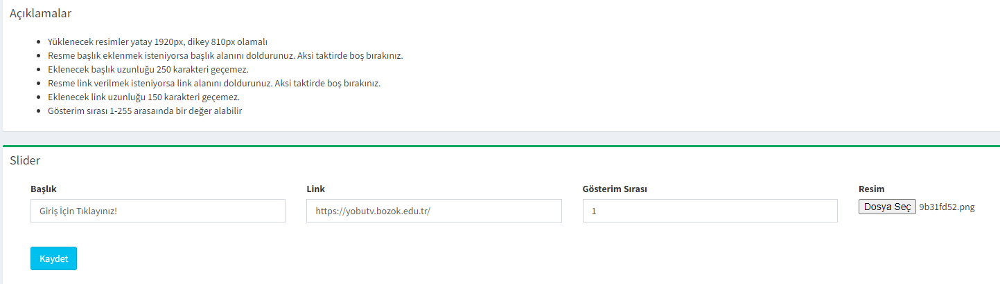 Açıklamalar
Yüklenecek resimler yatay 1920px, dikey 810px olamalı
Resme başlık eklenmek isteniyorsa başlık alanını doldurunuz. Aksi taktirde boş bırakınız.
Eklenecek başlık uzunluğu 250 karakteri geçemez.
Resme link verilmek isteniyorsa link alanını doldurunuz. Aksi taktirde boş bırakınız.
Eklenecek link uzunluğu 150 karakteri geçemez.
Gösterim sırası 1-255 arasaında bir değer alabilir
Slider
Başlık Link Gösterim Sırası Resim
Giriş İçin Tıklayınız! https://yobutv.bozok.edu.tr/ 1 Dosya Seç 9b31fd52.png
Kaydet